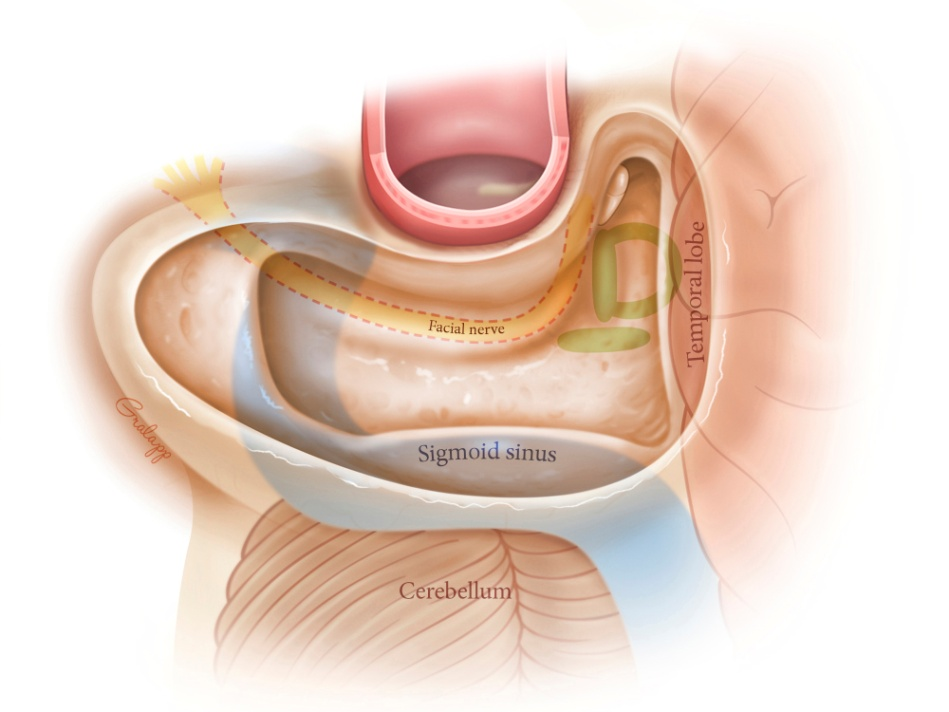 Temporal lobe
Facial nerve
Gralapp
Sigmoid sinus
Cerebellum